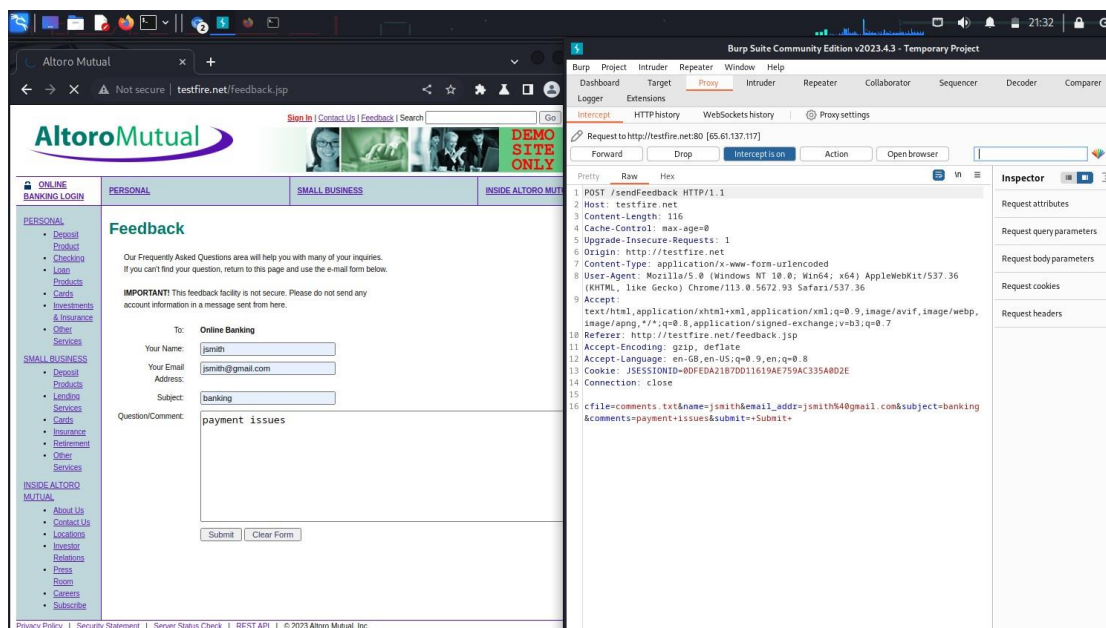 2
21:32
Altoro Mutual
Not secure | testfire.net/feedback.jsp
AltoroMutual
Sign In | Contact Us | Feedback | Search
Go
DEMO
SITE
ONLY
ONLINE
BANKING LOGIN
PERSONAL
SMALL BUSINESS
INSIDE ALTORO MUT
PERSONAL
Deposit
Product
Checking
Loan
Products
Cards
Investments
& Insurance
Other
Services
SMALL BUSINESS
Deposit
Products
Lending
Services
Cards
Insurance
Retirement
Other
Services
INSIDE ALTORO
MUTUAL
About Us
Contact Us
Locations
Investor
Relations
Press
Room
Careers
Subscribe
Feedback
Our Frequently Asked Questions area will help you with many of your inquiries.
If you can't find your question, return to this page and use the e-mail form below.
IMPORTANT! This feedback facility is not secure. Please do not send any
account information in a message sent from here.
To: Online Banking
Your Name: jsmith
Your Email
Address:
jsmith@gmail.com
Subject: banking
Question/Comment: payment issues
Submit Clear Form
Privacy Policy | Security Statement | Server Status Check | REST API | © 2023 Altoro Mutual, Inc.
Burp Suite Community Edition v2023.4.3 - Temporary Project
Burp Project Intruder Repeater Window Help
Dashboard Target Proxy Intruder Repeater Collaborator Sequencer Decoder Comparer
Logger Extensions
Intercept HTTP history WebSockets history Proxy settings
Request to http://testfire.net:80 [65.61.137.117]
Forward Drop Intercept is on Action Open browser
Pretty Raw Hex \n
1 POST /sendFeedback HTTP/1.1
2 Host: testfire.net
3 Content-Length: 116
4 Cache-Control: max-age=0
5 Upgrade-Insecure-Requests: 1
6 Origin: http://testfire.net
7 Content-Type: application/x-www-form-urlencoded
8 User-Agent: Mozilla/5.0 (Windows NT 10.0; Win64; x64) AppleWebKit/537.36
(KHTML, like Gecko) Chrome/113.0.5672.93 Safari/537.36
9 Accept:
text/html,application/xhtml+xml,application/xml;q=0.9,image/avif,image/webp,
image/apng,*/*;q=0.8,application/signed-exchange;v=b3;q=0.7
10 Referer: http://testfire.net/feedback.jsp
11 Accept-Encoding: gzip, deflate
12 Accept-Language: en-GB,en-US;q=0.9,en;q=0.8
13 Cookie: JSESSIONID=0DFEDA21B7DD11619AE759AC335A0D2E
14 Connection: close
15
16 cfile=comments.txt&name=jsmith&email_addr=jsmith%40gmail.com&subject=banking
&comments=payment+issues&submit=+Submit+
Inspector
Request attributes
Request query parameters
Request body parameters
Request cookies
Request headers